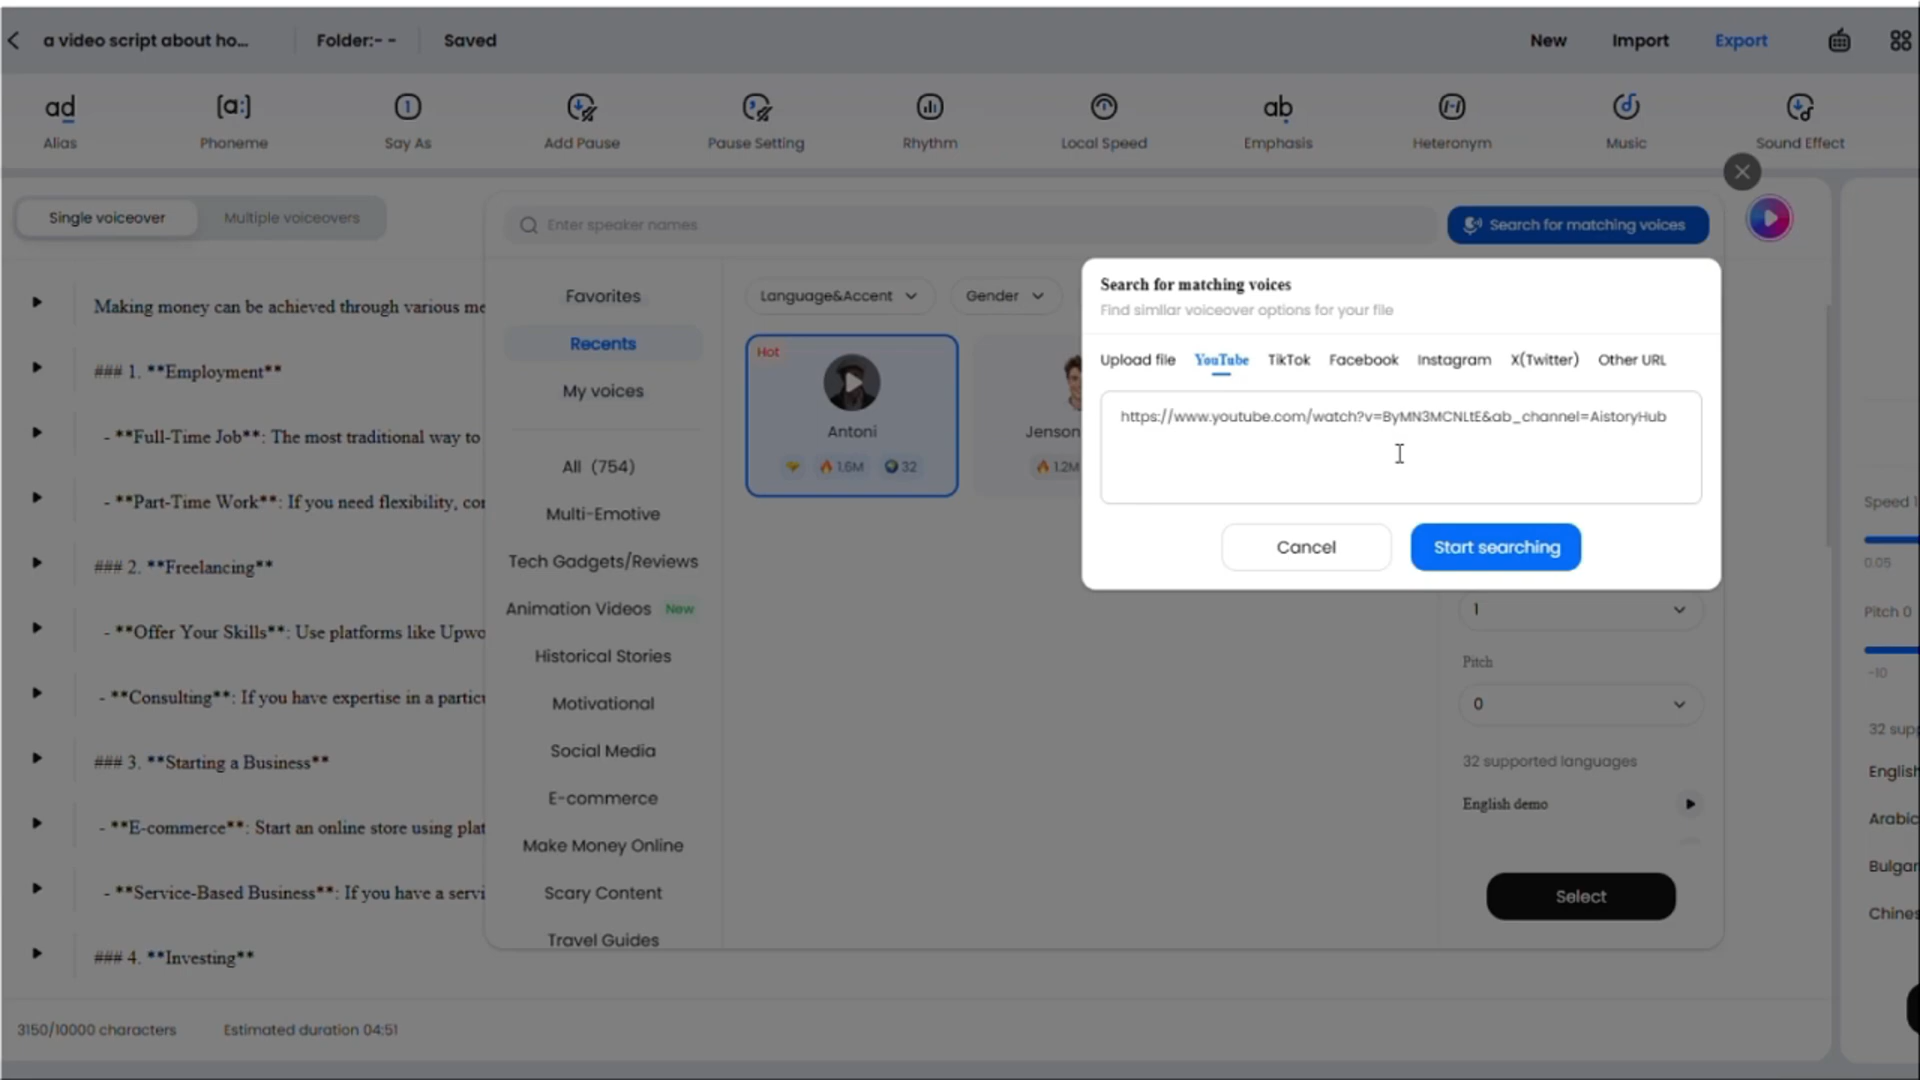 a video script about ho...
Folder:- -
Saved
New
Import
Export
ad
[a:]
1
ab
Alias
Phoneme
Say As
Add Pause
Pause Setting
Rhythm
Local Speed
Emphasis
Heteronym
Music
Sound Effect
Single voiceover
Multiple voiceovers
Making money can be achieved through various me
### 1. **Employment**
- **Full-Time Job**: The most traditional way to
- **Part-Time Work**: If you need flexibility, con
### 2. **Freelancing**
- **Offer Your Skills**: Use platforms like Upwo
- **Consulting**: If you have expertise in a particu
### 3. **Starting a Business**
- **E-commerce**: Start an online store using plat
- **Service-Based Business**: If you have a servi
### 4. **Investing**
3150/10000 characters
Estimated duration 04:51
Enter speaker names
Search for matching voices
Favorites
Recents
My voices
All (754)
Multi-Emotive
Tech Gadgets/Reviews
Animation Videos New
Historical Stories
Motivational
Social Media
E-commerce
Make Money Online
Scary Content
Travel Guides
Language&Accent
Gender
Hot
Antoni
1.6M
32
Jenson
1.2M
Search for matching voices
Find similar voiceover options for your file
Upload file
YouTube
TikTok
Facebook
Instagram
X(Twitter)
Other URL
https://www.youtube.com/watch?v=ByMN3MCNLtE&ab_channel=AistoryHub
Cancel
Start searching
1
Pitch
0
32 supported languages
English demo
Select
Speed 1
0.05
Pitch 0
-10
32 supp
English
Arabic
Bulgar
Chines